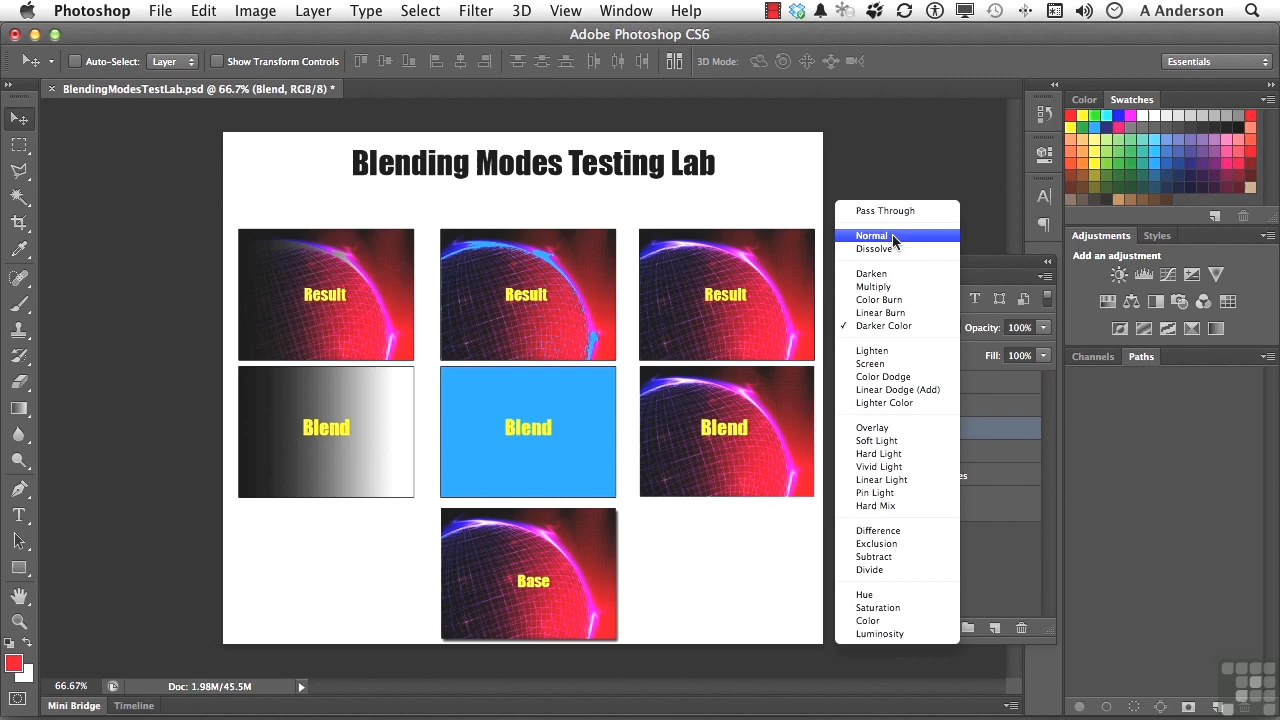 Photoshop File Edit Image Layer Type Select Filter 3D View Window Help A Anderson
Adobe Photoshop CS6
Auto-Select: Layer Show Transform Controls 3D Mode: Essentials
× BlendingModesTestLab.psd @ 66.7% (Blend, RGB/8) *
Color Swatches
Blending Modes Testing Lab
Pass Through
Normal
Dissolve
Darken
Multiply
Color Burn
Linear Burn
✓ Darker Color
Lighten
Screen
Color Dodge
Linear Dodge (Add)
Lighter Color
Overlay
Soft Light
Hard Light
Vivid Light
Linear Light
Pin Light
Hard Mix
Difference
Exclusion
Subtract
Divide
Hue
Saturation
Color
Luminosity
Adjustments Styles
Add an adjustment
Opacity: 100%
Fill: 100%
Channels Paths
Result Result Result
Blend Blend Blend
Base
es
66.67% Doc: 1.98M/45.5M
Mini Bridge Timeline